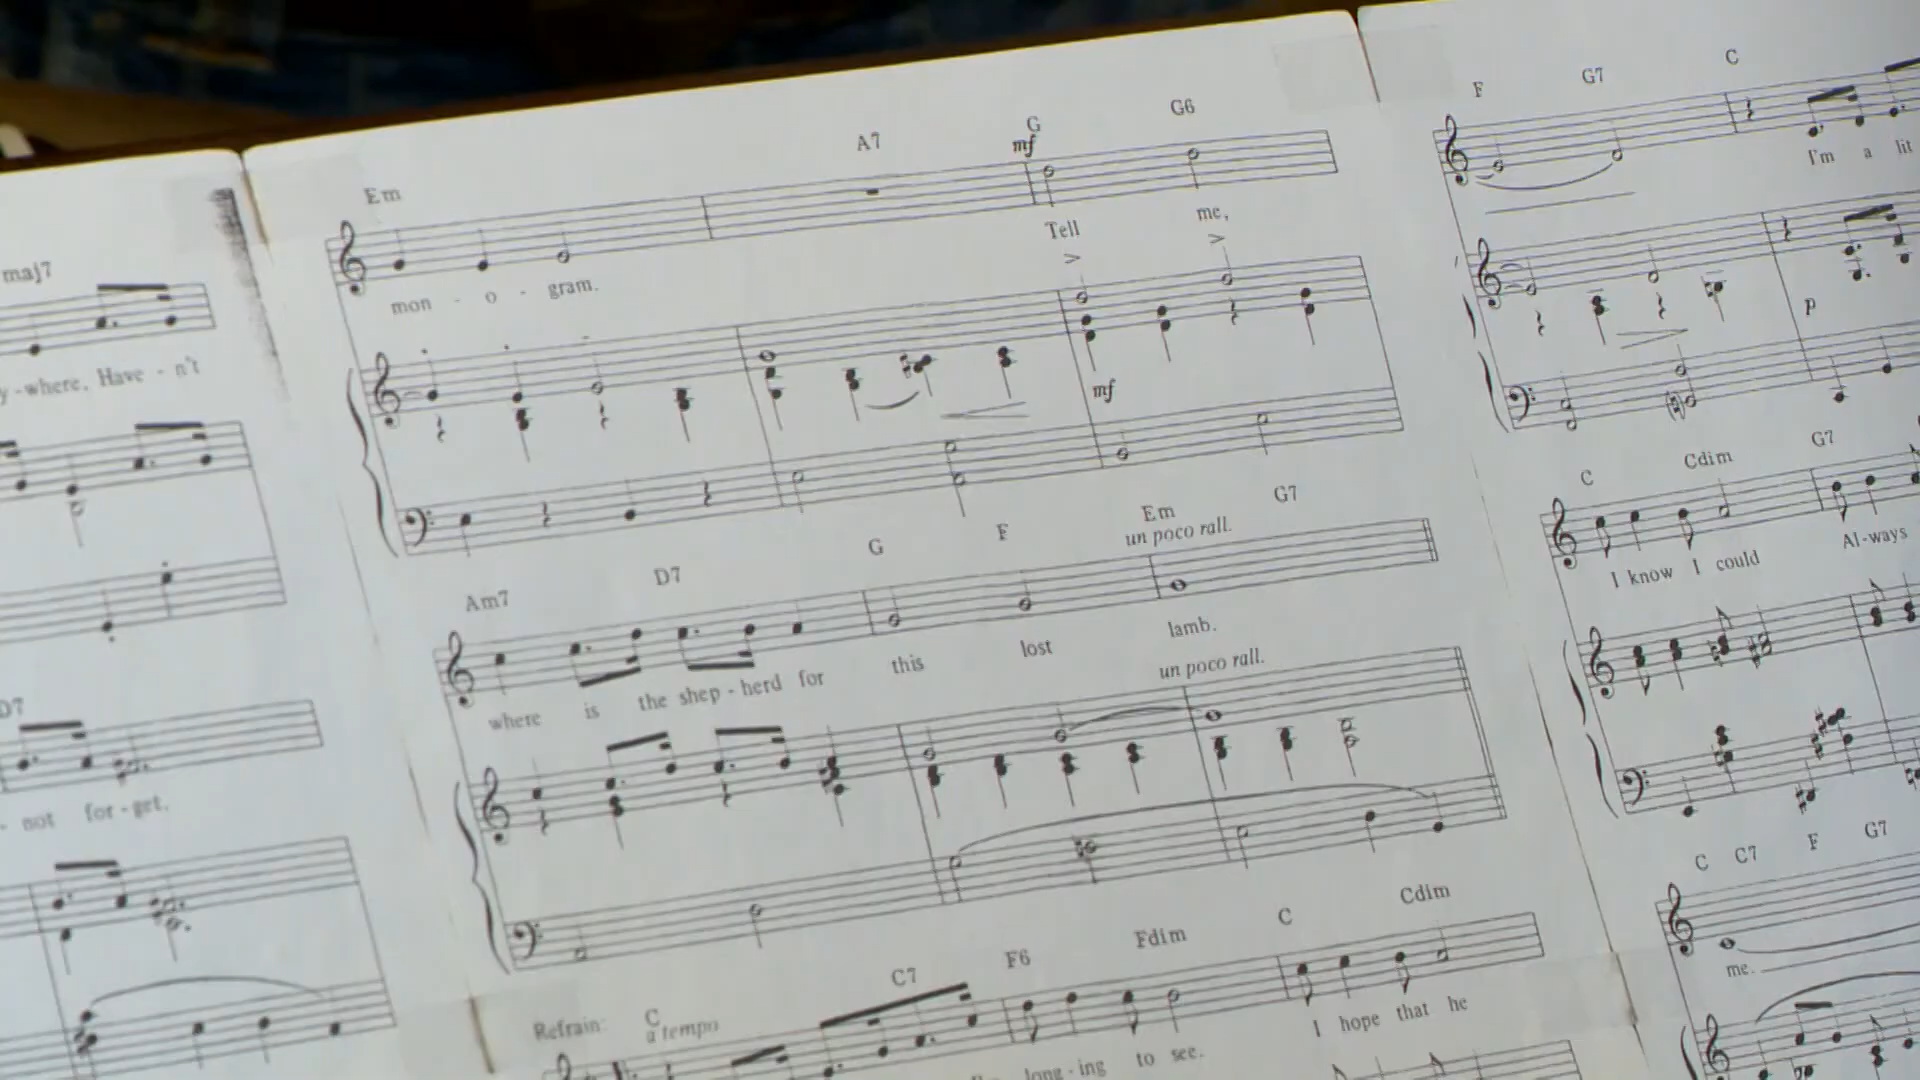 maj7
y-where. Have - n't
D7
- not for-get.
Em A7 G G6
mf
mon - o - gram. Tell me,
mf
Am7 D7 G F Em G7
un poco rall.
where is the shep-herd for this lost lamb.
un poco rall.
Refrain: C C7 F6 Fdim C Cdim
a tempo
long-ing to see. I hope that he
F G7 C
I'm a lit
p
C Cdim G7
I know I could Al-ways
C C7 F G7
me.